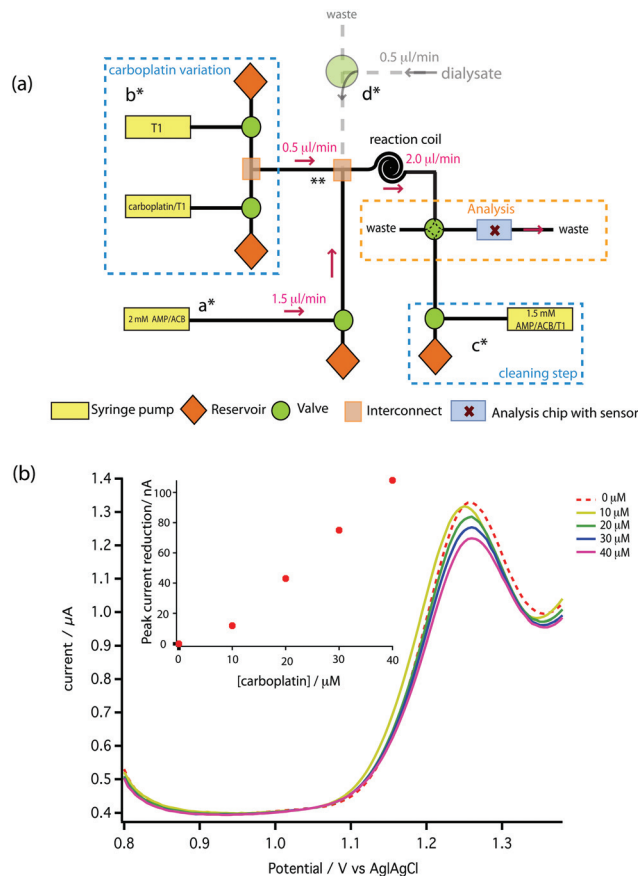 waste
carboplatin variation
0.5 µl/min
dialysate
(a)
b*
d*
T1
reaction coil
0.5 µl/min
2.0 µl/min
**
carboplatin/T1
Analysis
waste
waste
a*
1.5 µl/min
2 mM AMP/ACB
1.5 mM
AMP/ACB/T1
c*
cleaning step
Syringe pump
Reservoir
Valve
Interconnect
Analysis chip with sensor
(b)
1.4
1.3
1.2
1.1
1.0
0.9
0.8
0.7
0.6
0.5
0.4
current / µA
0.8
0.9
1.0
1.1
1.2
1.3
Potential / V vs Ag|AgCl
Peak current reduction/ nA
100
80
60
40
20
0
0
10
20
30
40
[carboplatin] / µM
0 µM
10 µM
20 µM
30 µM
40 µM